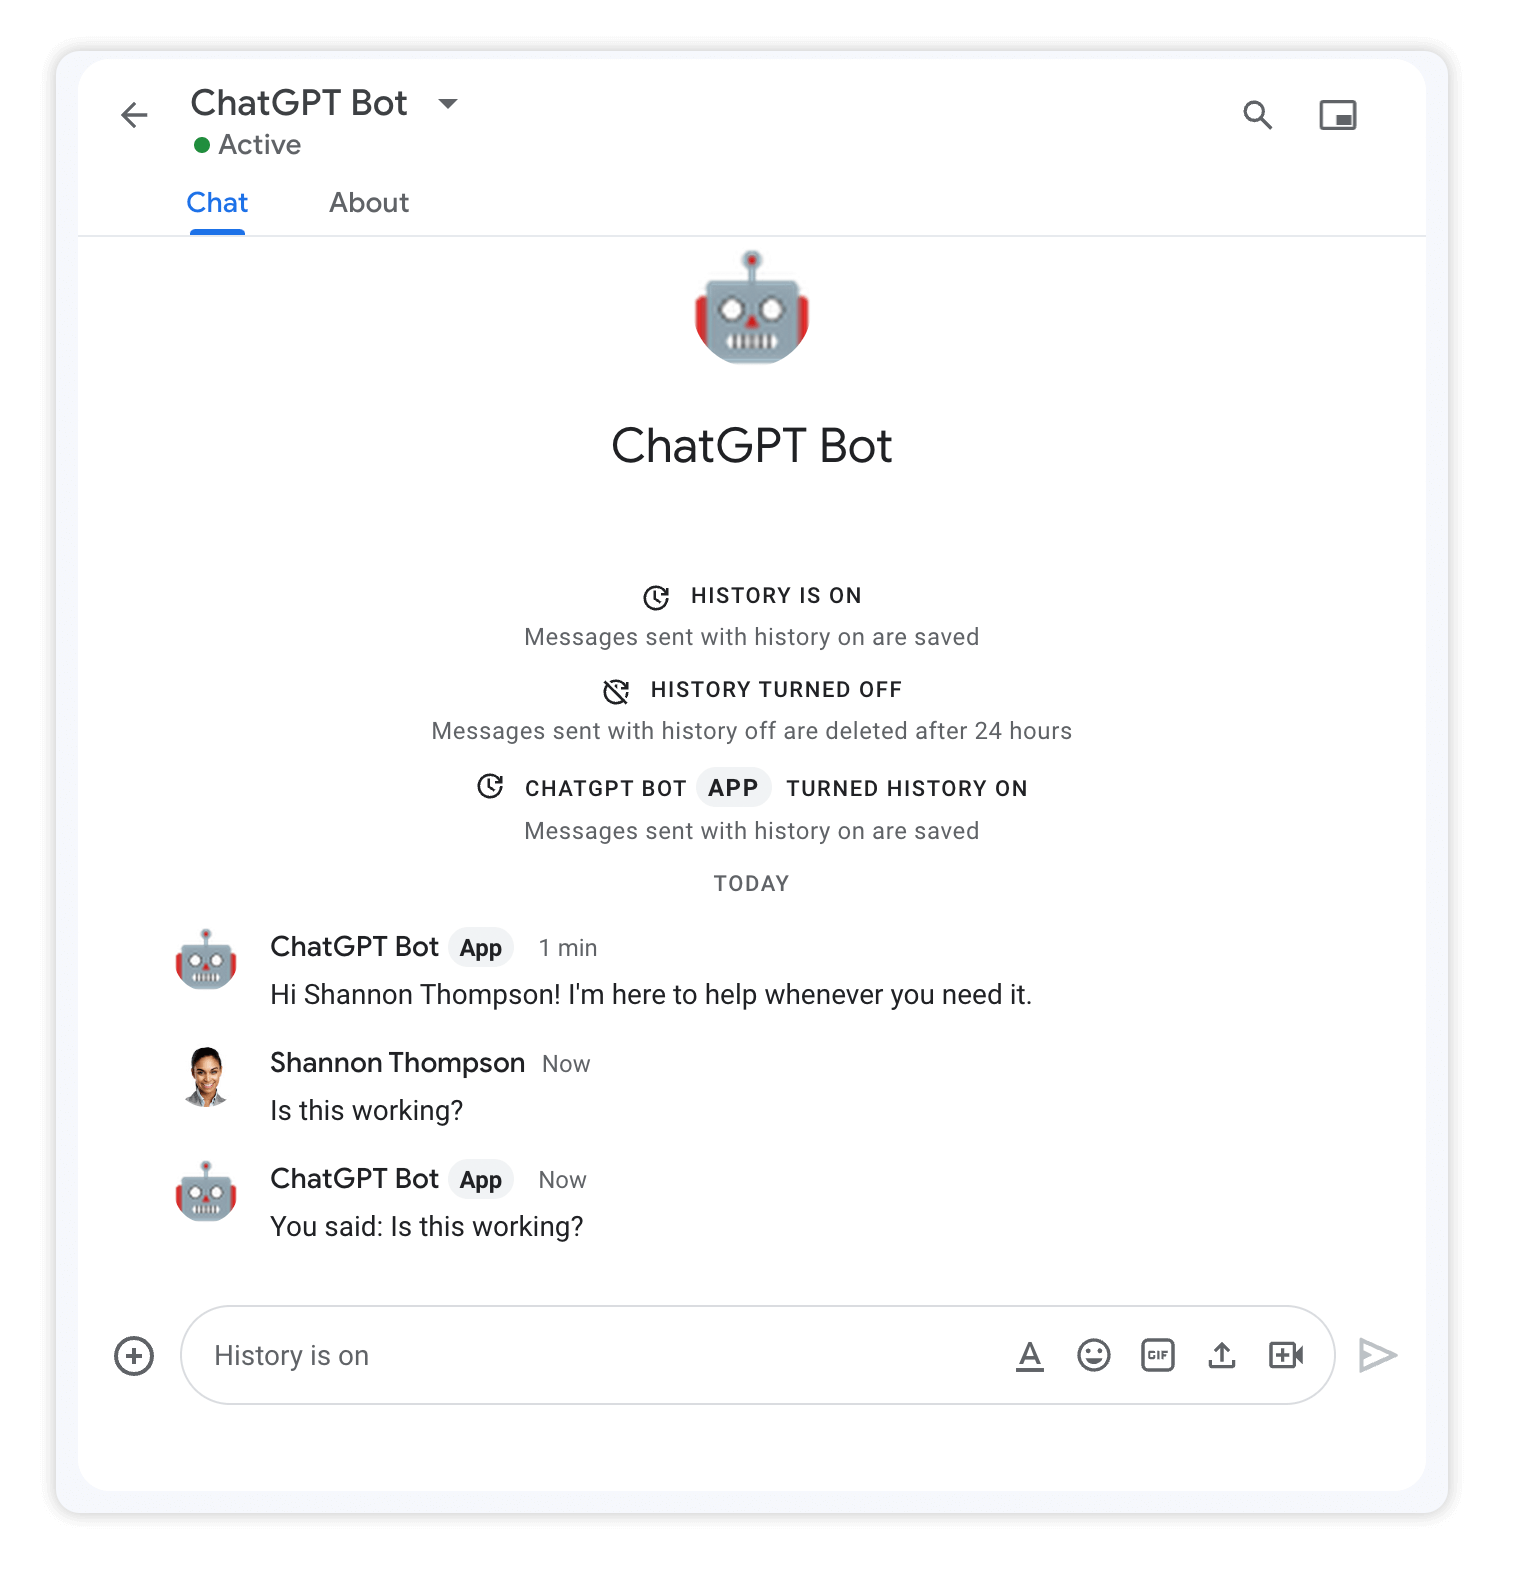 ChatGPT Bot
Active
Chat About
ChatGPT Bot
HISTORY IS ON
Messages sent with history on are saved
HISTORY TURNED OFF
Messages sent with history off are deleted after 24 hours
CHATGPT BOT APP TURNED HISTORY ON
Messages sent with history on are saved
TODAY
ChatGPT Bot App 1 min
Hi Shannon Thompson! I'm here to help whenever you need it.
Shannon Thompson Now
Is this working?
ChatGPT Bot App Now
You said: Is this working?
History is on A GIF